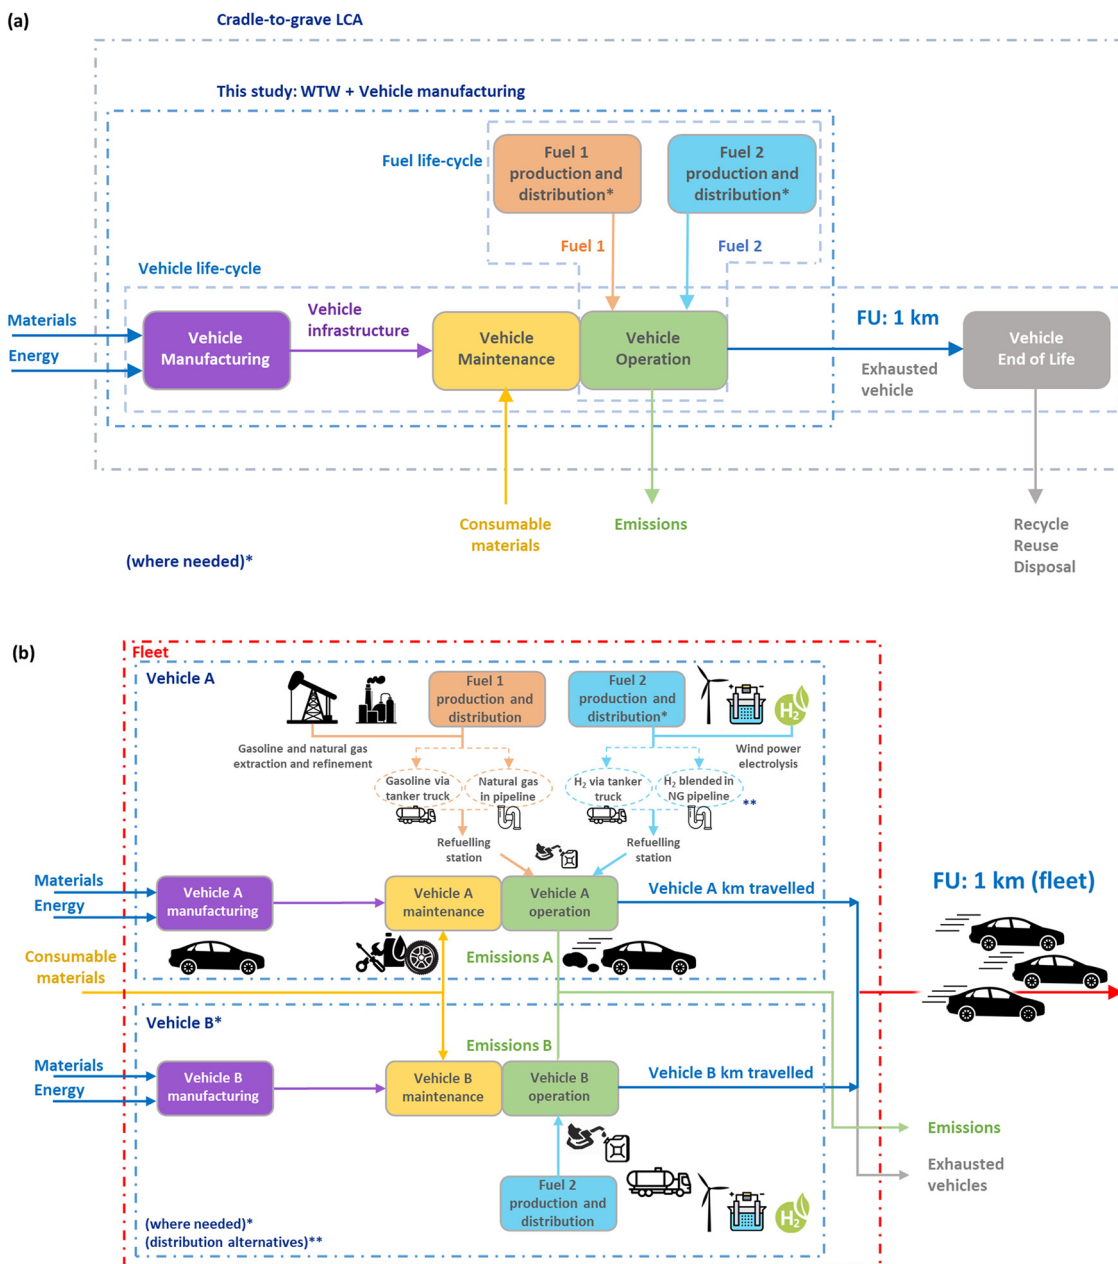 (a)
Cradle-to-grave LCA
This study: WTW + Vehicle manufacturing
Fuel life-cycle
Fuel 1
production and
distribution*
Fuel 2
production and
distribution*
Fuel 1
Fuel 2
Vehicle life-cycle
Materials
Energy
Vehicle
Manufacturing
Vehicle
infrastructure
Vehicle
Maintenance
Vehicle
Operation
FU: 1 km
Exhausted
vehicle
Vehicle
End of Life
Consumable
materials
Emissions
Recycle
Reuse
Disposal
(where needed)*
(b)
Fleet
Vehicle A
Fuel 1
production and
distribution
Fuel 2
production and
distribution*
H2
Gasoline and natural gas
extraction and refinement
Wind power
electrolysis
Gasoline via
tanker truck
Natural gas
in pipeline
H2 via tanker
truck
H2 blended in
NG pipeline
**
Refuelling
station
Refuelling
station
Materials
Energy
Vehicle A
manufacturing
Vehicle A
maintenance
Vehicle A
operation
Vehicle A km travelled
FU: 1 km (fleet)
Consumable
materials
Emissions A
Vehicle B*
Emissions B
Materials
Energy
Vehicle B
manufacturing
Vehicle B
maintenance
Vehicle B
operation
Vehicle B km travelled
Emissions
Exhausted
vehicles
Fuel 2
production and
distribution
H2
(where needed)*
(distribution alternatives)**